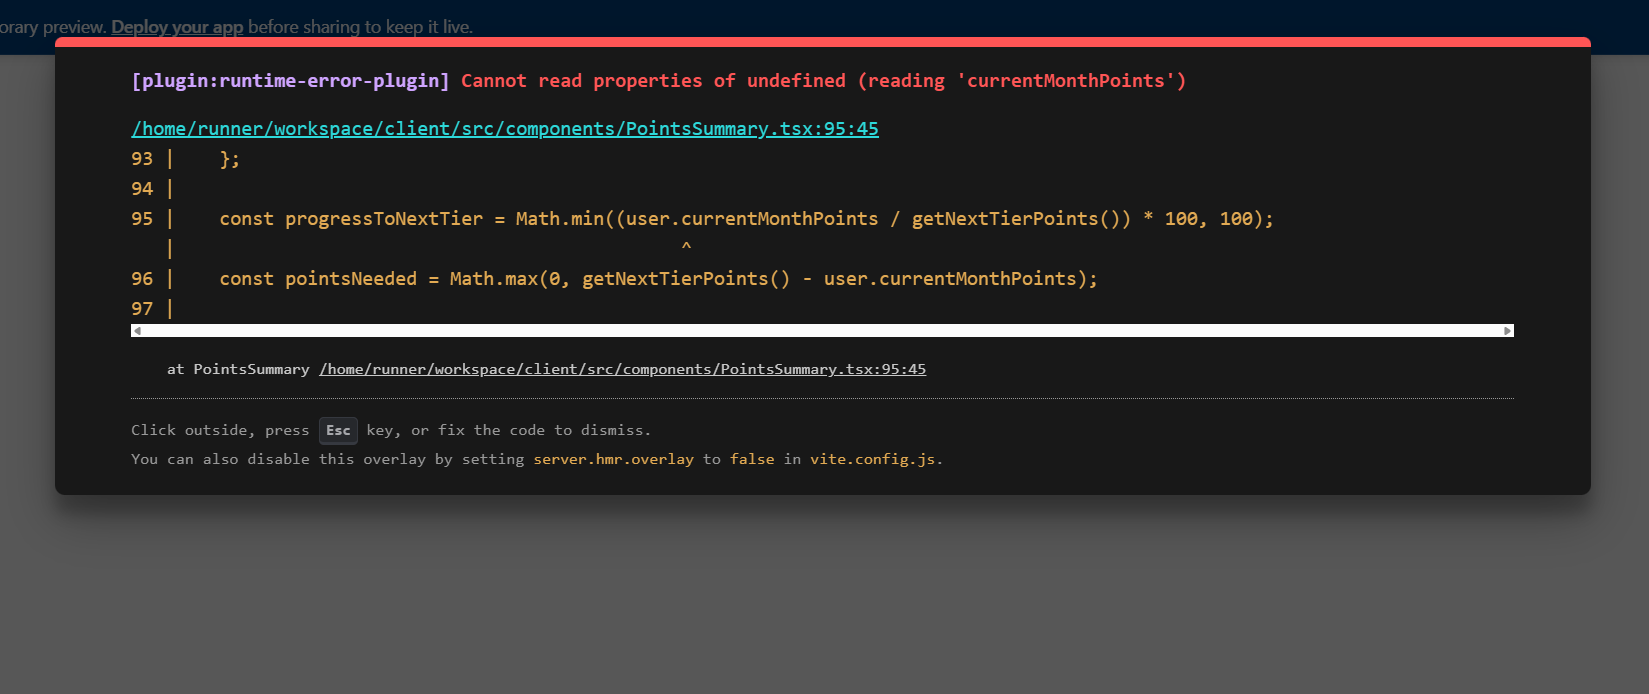 orary preview. Deploy your app before sharing to keep it live.
[plugin:runtime-error-plugin] Cannot read properties of undefined (reading 'currentMonthPoints')
/home/runner/workspace/client/src/components/PointsSummary.tsx:95:45
93 |    };
94 |
95 |    const progressToNextTier = Math.min((user.currentMonthPoints / getNextTierPoints()) * 100, 100);
   |                                              ^
96 |    const pointsNeeded = Math.max(0, getNextTierPoints() - user.currentMonthPoints);
97 |
at PointsSummary /home/runner/workspace/client/src/components/PointsSummary.tsx:95:45
Click outside, press Esc key, or fix the code to dismiss.
You can also disable this overlay by setting server.hmr.overlay to false in vite.config.js.